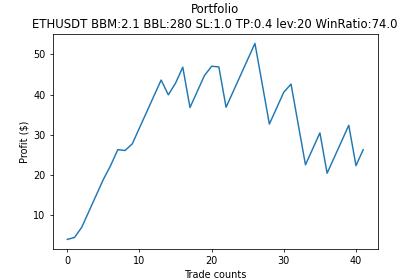 Portfolio
ETHUSDT BBM:2.1 BBL:280 SL:1.0 TP:0.4 lev:20 WinRatio:74.0
50
40
30
20
10
Profit ($)
0 10 20 30 40
Trade counts